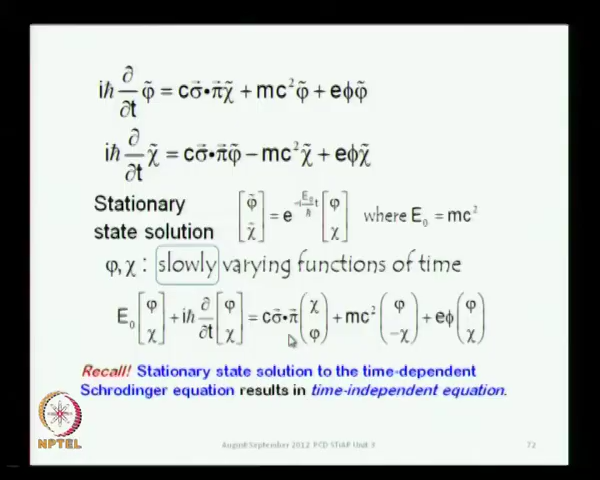 iħ ∂/∂t φ̃ = cσ⃗•π⃗χ̃ + mc²φ̃ + eϕφ̃
iħ ∂/∂t χ̃ = cσ⃗•π⃗φ̃ − mc²χ̃ + eϕχ̃
Stationary state solution [φ̃ χ̃] = e^(−i E₀/ħ t) [φ χ] where E₀ = mc²
φ, χ : slowly varying functions of time
E₀ [φ χ] + iħ ∂/∂t [φ χ] = cσ⃗•π⃗ (χ φ) + mc² (φ −χ) + eϕ (φ χ)
Recall! Stationary state solution to the time-dependent
Schrodinger equation results in time-independent equation.
NPTEL
August-September 2012 PCD STiAP Unit 3
72